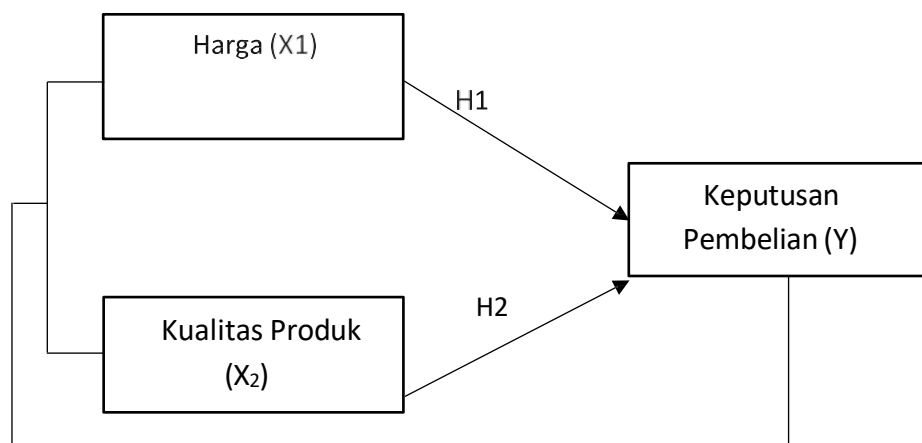 Harga (X1)
H1
Keputusan
Pembelian (Y)
H2
Kualitas Produk
(X₂)